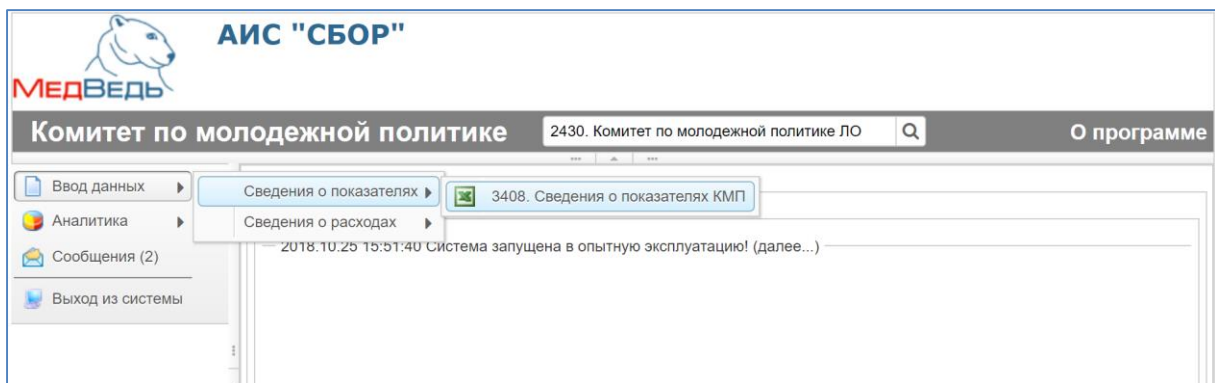 АИС "СБОР"
МЕДВЕДЬ
Комитет по молодежной политике
2430. Комитет по молодежной политике ЛО
О программе
Ввод данных
Сведения о показателях
3408. Сведения о показателях КМП
Аналитика
Сведения о расходах
2018.10.25 15:51:40 Система запущена в опытную эксплуатацию! (далее...)
Сообщения (2)
Выход из системы